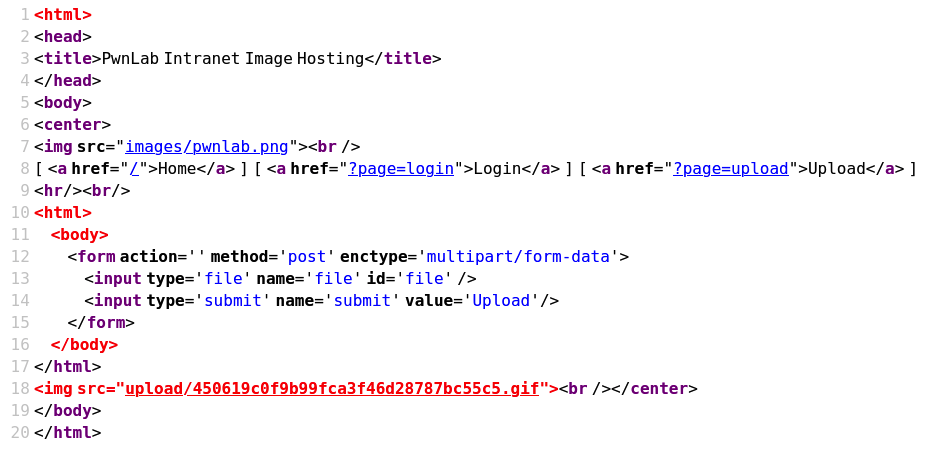 1 <html>
2 <head>
3 <title>PwnLab Intranet Image Hosting</title>
4 </head>
5 <body>
6 <center>
7 <img src="images/pwnlab.png"><br />
8 [ <a href="/">Home</a> ] [ <a href="?page=login">Login</a> ] [ <a href="?page=upload">Upload</a> ]
9 <hr/><br/>
10 <html>
11   <body>
12     <form action='' method='post' enctype='multipart/form-data'>
13       <input type='file' name='file' id='file' />
14       <input type='submit' name='submit' value='Upload'/>
15     </form>
16   </body>
17 </html>
18 <img src="upload/450619c0f9b99fca3f46d28787bc55c5.gif"><br /></center>
19 </body>
20 </html>